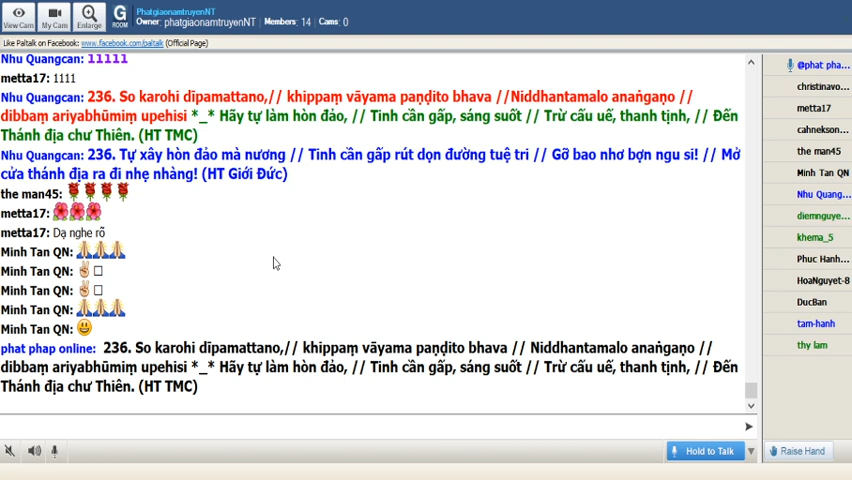 PhatgiaonamtruyenNT
Owner: phatgiaonamtruyenNT Members: 14 Cams: 0
View Cam
My Cam
Enlarge
G
ROOM
Like Paltalk on Facebook: www.facebook.com/paltalk (Official Page)
Nhu Quangcan: 11111
metta17: 1111
Nhu Quangcan: 236. So karohi dīpamattano,// khippaṃ vāyama paṇḍito bhava //Niddhantamalo anaṅgaṇo //
dibbaṃ ariyabhūmiṃ upehisi *_* Hãy tự làm hòn đảo, // Tinh cần gấp, sáng suốt // Trừ cấu uế, thanh tịnh, // Đến
Thánh địa chư Thiên. (HT TMC)
Nhu Quangcan: 236. Tự xây hòn đảo mà nương // Tinh cần gấp rút dọn đường tuệ tri // Gỡ bao nhơ bợn ngu si! // Mở
cửa thánh địa ra đi nhẹ nhàng! (HT Giới Đức)
the man45: 🌹🌹🌹🌹
metta17: 🌺🌺🌺
metta17: Dạ nghe rõ
Minh Tan QN: 🙏🙏🙏
Minh Tan QN: ✌□
Minh Tan QN: ✌□
Minh Tan QN: 🙏🙏🙏
Minh Tan QN: 😃
phat phap online: 236. So karohi dīpamattano,// khippaṃ vāyama paṇḍito bhava // Niddhantamalo anaṅgaṇo //
dibbaṃ ariyabhūmiṃ upehisi *_* Hãy tự làm hòn đảo, // Tinh cần gấp, sáng suốt // Trừ cấu uế, thanh tịnh, // Đến
Thánh địa chư Thiên. (HT TMC)
Hold to Talk
Raise Hand
@phat pha...
christinavo...
metta17
cahnekson...
the man45
Minh Tan QN
Nhu Quang...
diemnguye...
khema_5
Phuc Hanh...
HoaNguyet-8
DucBan
tam-hanh
thy lam